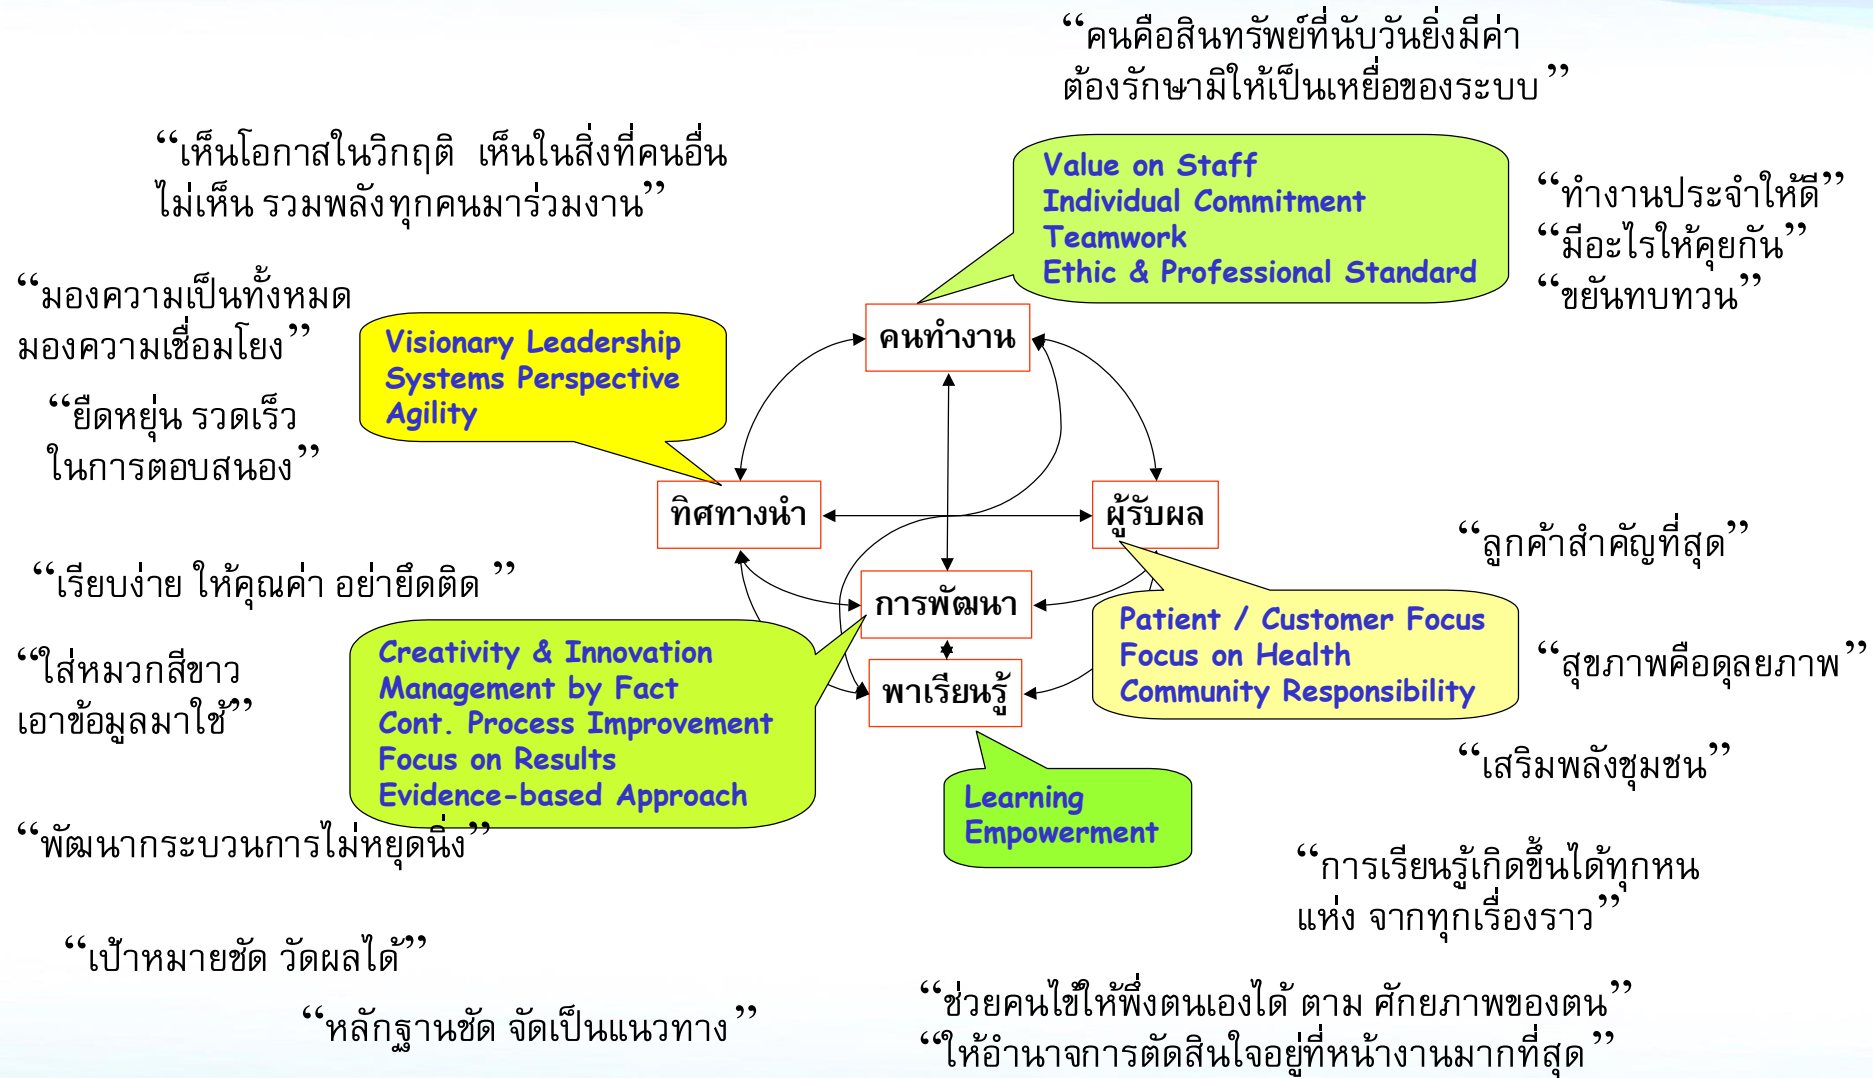 “คนคือสินทรัพย์ที่นับวันยิ่งมีค่า
ต้องรักษามิให้เป็นเหยื่อของระบบ”
“เห็นโอกาสในวิกฤติ เห็นในสิ่งที่คนอื่น
ไม่เห็น รวมพลังทุกคนมาร่วมงาน”
Value on Staff
Individual Commitment
Teamwork
Ethic & Professional Standard
“ทำงานประจำให้ดี”
“มีอะไรให้คุยกัน”
“ขยันทบทวน”
“มองความเป็นทั้งหมด
มองความเชื่อมโยง”
Visionary Leadership
Systems Perspective
Agility
คนทำงาน
“ยืดหยุ่น รวดเร็ว
ในการตอบสนอง”
ทิศทางนำ
ผู้รับผล
“ลูกค้าสำคัญที่สุด”
“เรียบง่าย ให้คุณค่า อย่ายึดติด ”
การพัฒนา
Patient / Customer Focus
Focus on Health
Community Responsibility
“สุขภาพคือดุลยภาพ”
“ใส่หมวกสีขาว
เอาข้อมูลมาใช้”
Creativity & Innovation
Management by Fact
Cont. Process Improvement
Focus on Results
Evidence-based Approach
พาเรียนรู้
“เสริมพลังชุมชน”
Learning
Empowerment
“พัฒนากระบวนการไม่หยุดนิ่ง”
“การเรียนรู้เกิดขึ้นได้ทุกหน
แห่ง จากทุกเรื่องราว”
“เป้าหมายชัด วัดผลได้”
“หลักฐานชัด จัดเป็นแนวทาง”
“ช่วยคนไข้ให้พึ่งตนเองได้ ตาม ศักยภาพของตน”
“ให้อำนาจการตัดสินใจอยู่ที่หน้างานมากที่สุด”